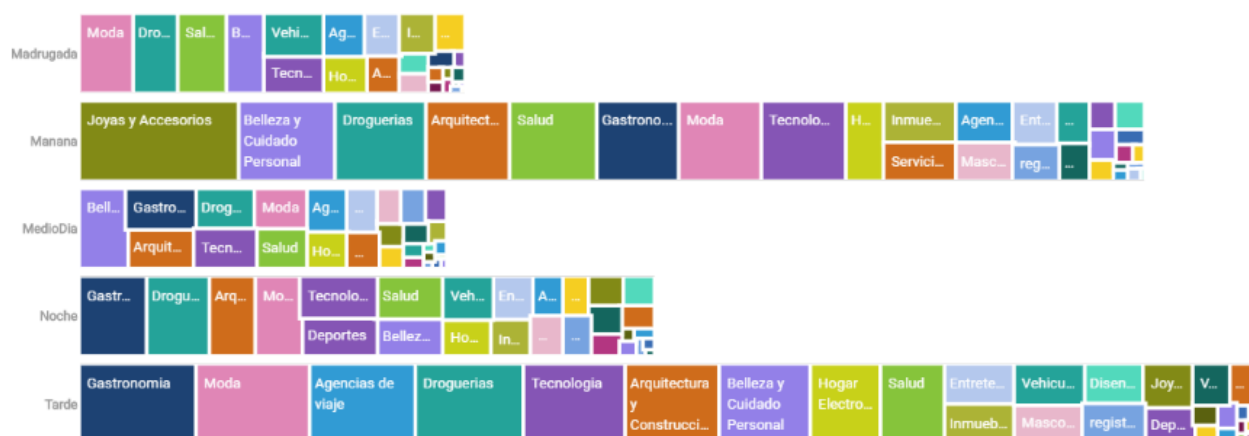 Madrugada
Moda
Dro...
Sal...
B...
Vehi...
Ag...
E...
I...
...
Tecn...
Ho...
A...
Manana
Joyas y Accesorios
Belleza y
Cuidado
Personal
Droguerias
Arquitect...
Salud
Gastrono...
Moda
Tecnolo...
H...
Inmue...
Agen...
Ent...
...
Servici...
Masc...
reg...
...
MedioDia
Bell...
Gastro...
Drog...
Moda
Ag...
...
Arquit...
Tecn...
Salud
Ho...
...
Noche
Gastr...
Drogu...
Arq...
Mo...
Tecnolo...
Salud
Veh...
En...
A...
...
Deportes
Bellez...
Ho...
In...
...
...
Tarde
Gastronomia
Moda
Agencias de
viaje
Droguerias
Tecnologia
Arquitectura
y
Construcci...
Belleza y
Cuidado
Personal
Hogar
Electro...
Salud
Entrete...
Vehicu...
Disen...
Joy...
V...
...
Inmueb...
Masco...
regist...
Dep...